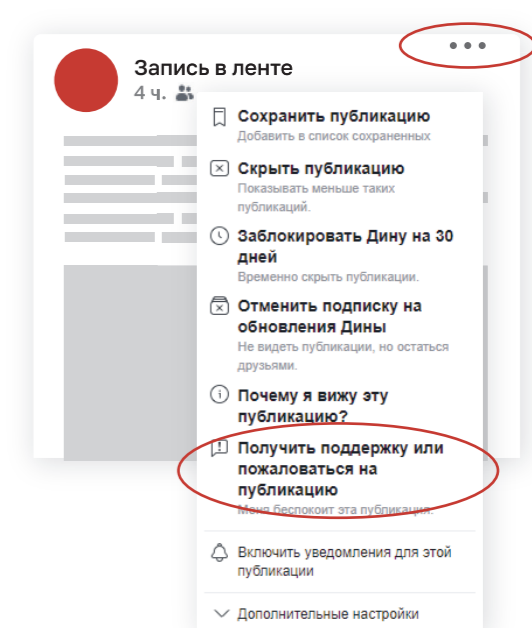 Запись в ленте
4 ч.
Сохранить публикацию
Добавить в список сохраненных
Скрыть публикацию
Показывать меньше таких
публикаций.
Заблокировать Дину на 30
дней
Временно скрыть публикации.
Отменить подписку на
обновления Дины
Не видеть публикации, но остаться
друзьями.
Почему я вижу эту
публикацию?
Получить поддержку или
пожаловаться на
публикацию
Меня беспокоит эта публикация.
Включить уведомления для этой
публикации
Дополнительные настройки